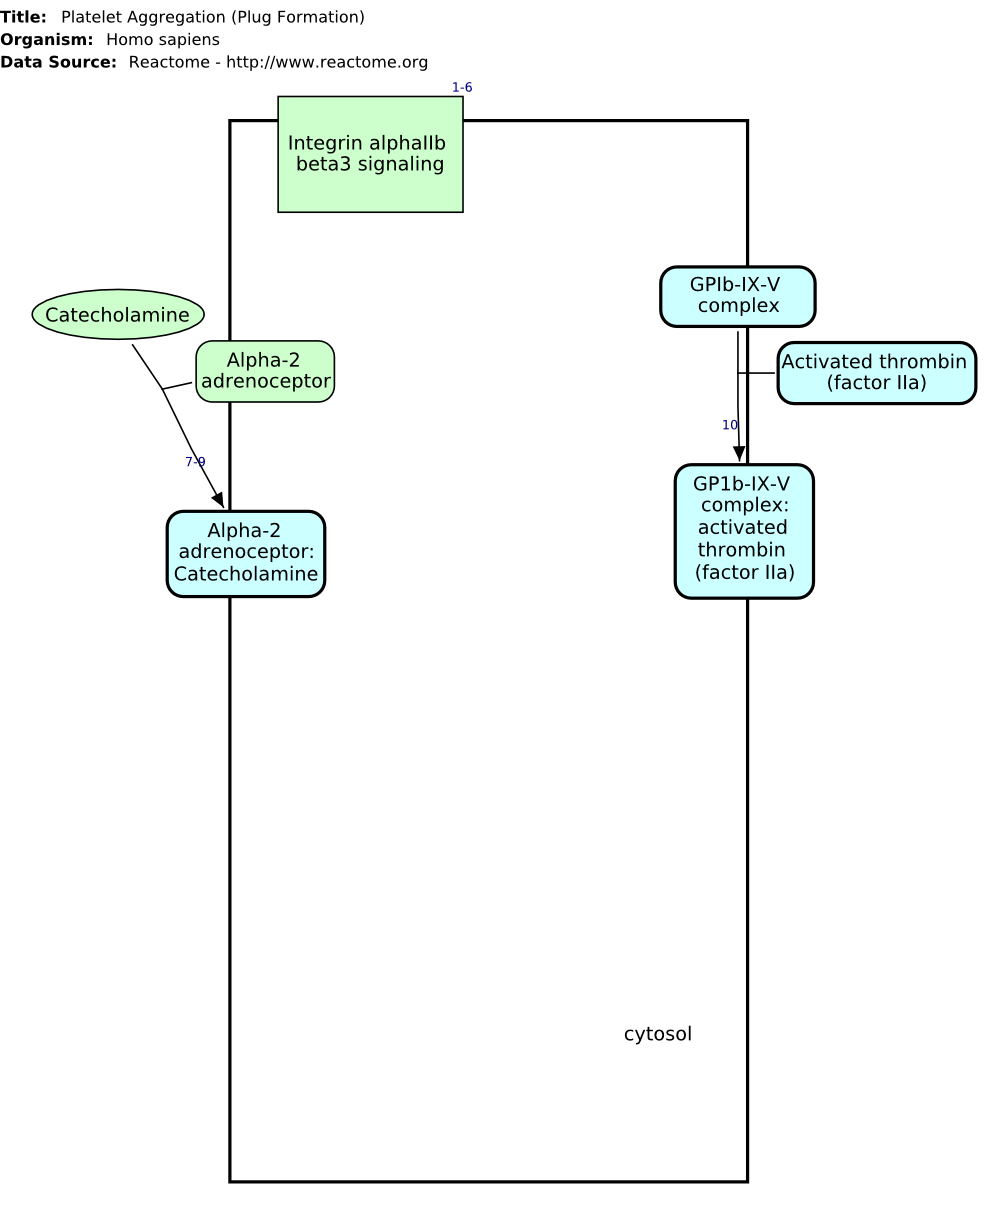 Title: Platelet Aggregation (Plug Formation)
Organism: Homo sapiens
Data Source: Reactome - http://www.reactome.org
1-6
Integrin alphaIIb
beta3 signaling
GPIb-IX-V
complex
Catecholamine
Alpha-2
adrenoceptor
Activated thrombin
(factor IIa)
10
7-9
GP1b-IX-V
complex:
activated
thrombin
(factor IIa)
Alpha-2
adrenoceptor:
Catecholamine
cytosol